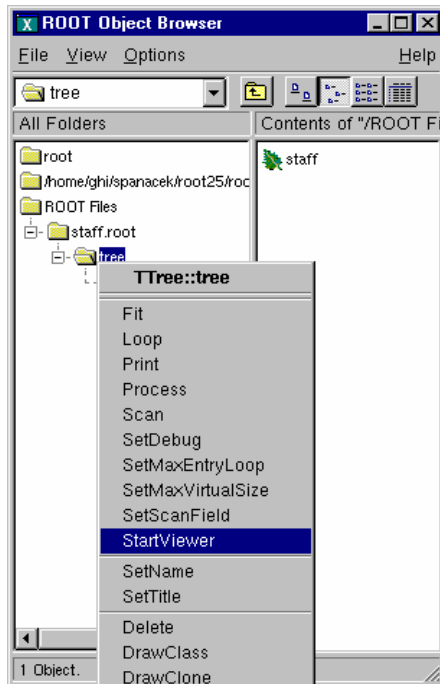 ROOT Object Browser
File View Options Help
tree
All Folders
Contents of "/ROOT Fi
root
/home/ghi/spanacek/root25/roo
ROOT Files
staff.root
tree
staff
TTree::tree
Fit
Loop
Print
Process
Scan
SetDebug
SetMaxEntryLoop
SetMaxVirtualSize
SetScanField
StartViewer
SetName
SetTitle
Delete
DrawClass
DrawClone
1 Object.